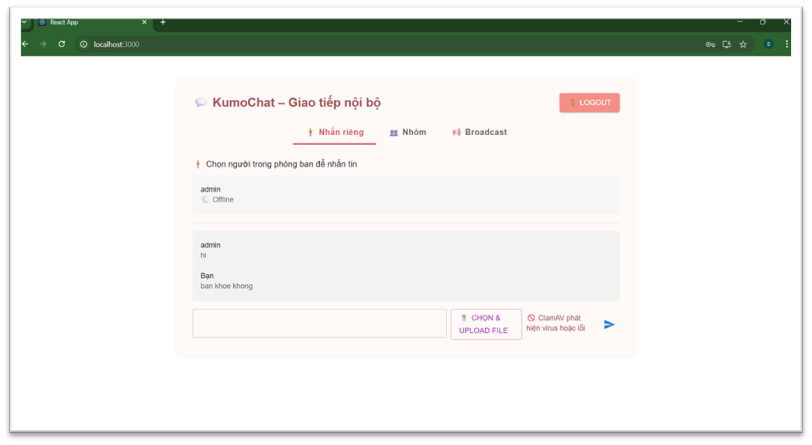 React App
localhost:3000
KumoChat – Giao tiếp nội bộ
LOGOUT
Nhắn riêng
Nhóm
Broadcast
Chọn người trong phòng ban để nhắn tin
admin
Offline
admin
hi
Bạn
ban khoe khong
CHỌN &
UPLOAD FILE
ClamAV phát
hiện virus hoặc lỗi